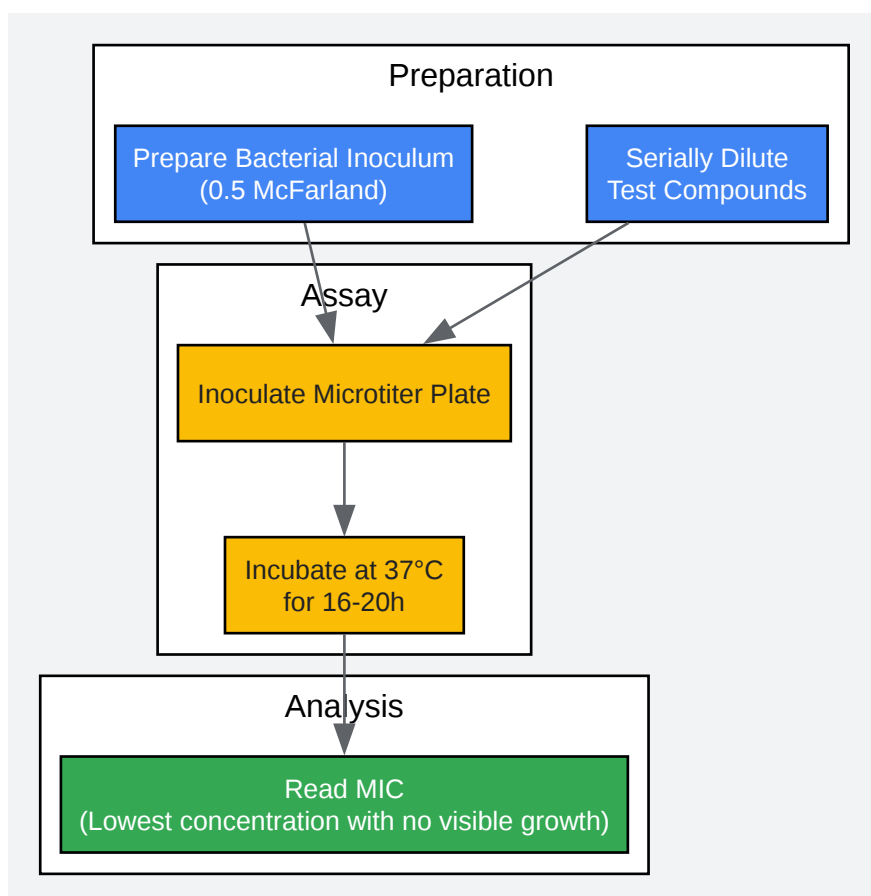 Preparation
Prepare Bacterial Inoculum
(0.5 McFarland)
Serially Dilute
Test Compounds
Assay
Inoculate Microtiter Plate
Incubate at 37°C
for 16-20h
Analysis
Read MIC
(Lowest concentration with no visible growth)